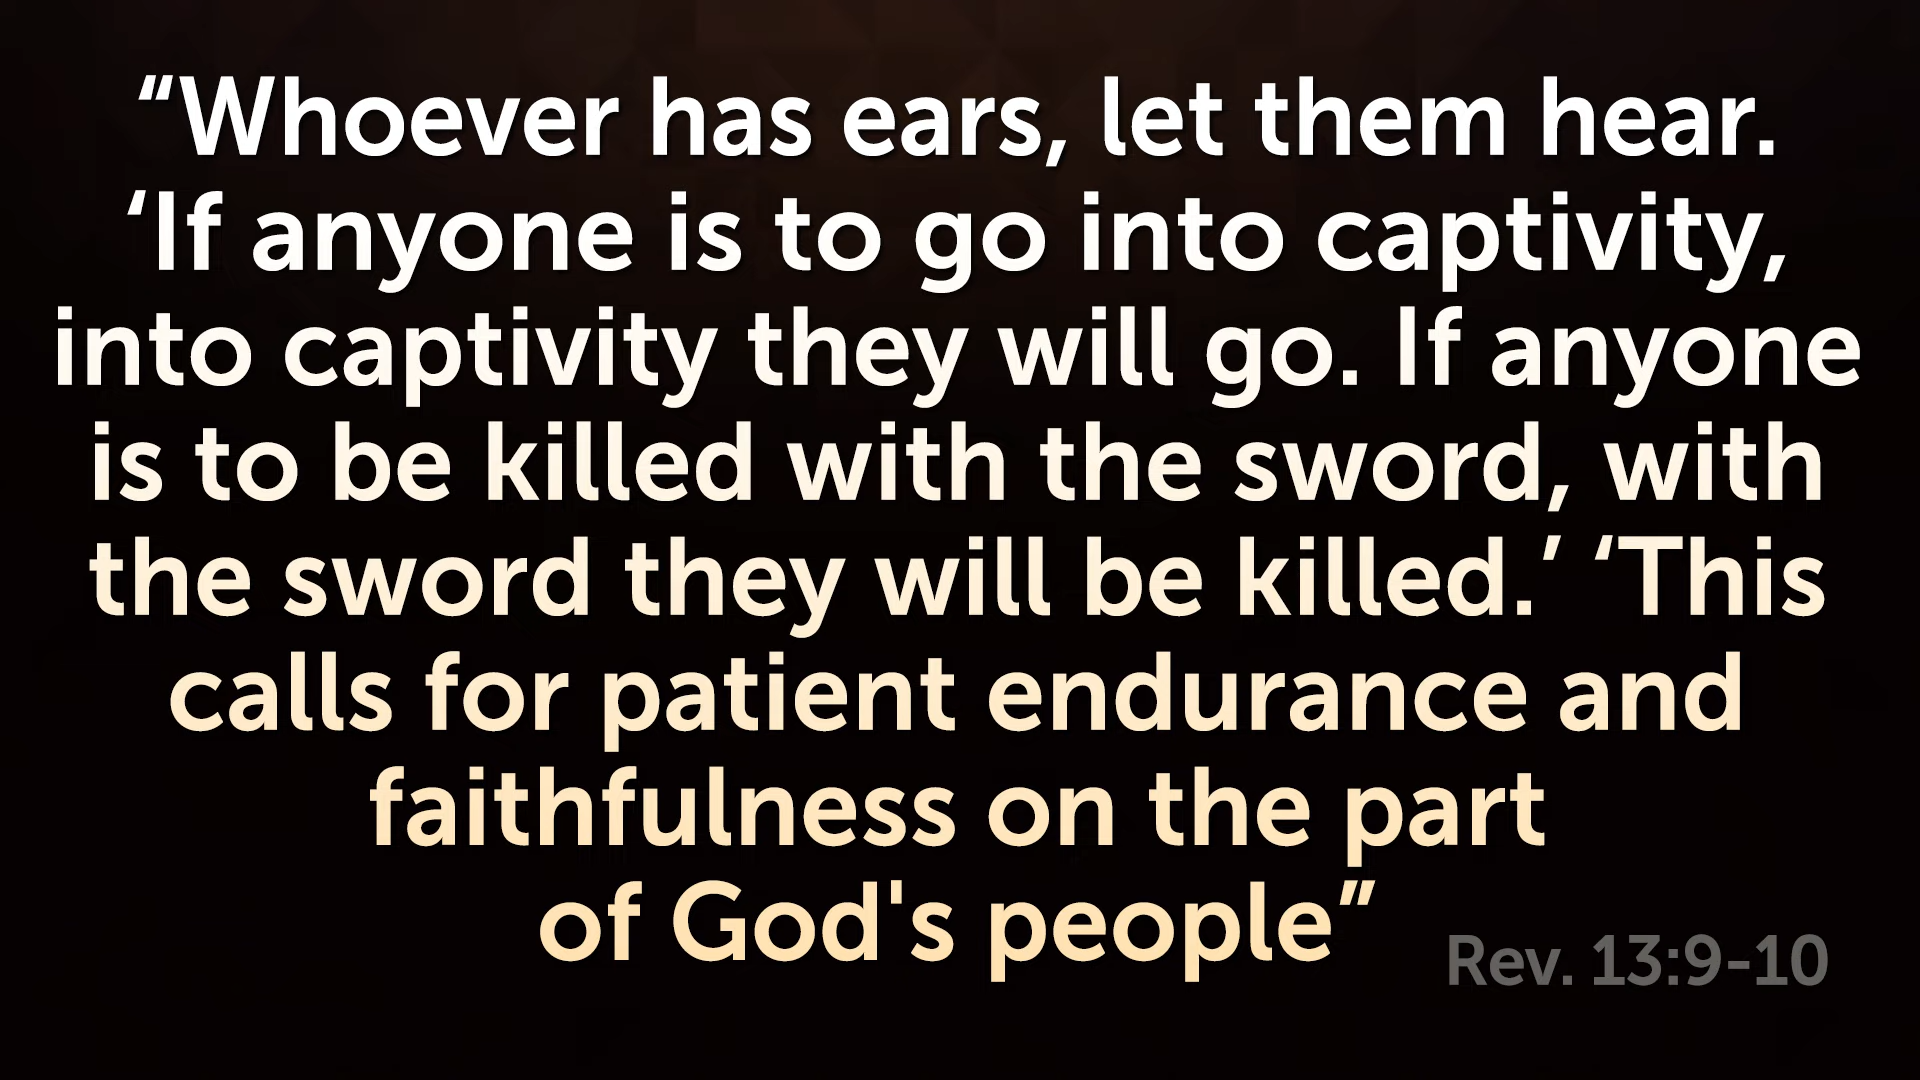 “Whoever has ears, let them hear.
‘If anyone is to go into captivity,
into captivity they will go. If anyone
is to be killed with the sword, with
the sword they will be killed.’ ‘This
calls for patient endurance and
faithfulness on the part
of God's people”
Rev. 13:9-10